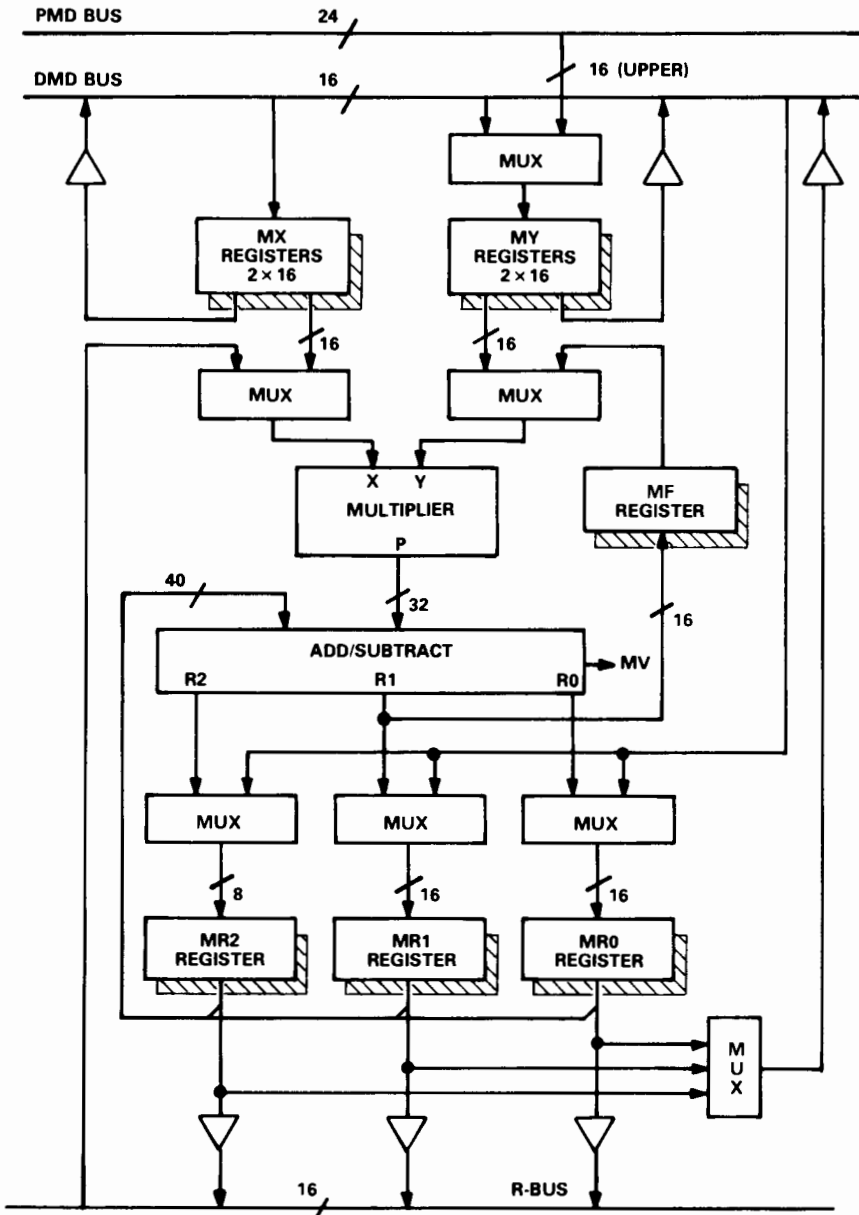 PMD BUS 24
16 (UPPER)
DMD BUS 16
MUX
MX REGISTERS 2 × 16
MY REGISTERS 2 × 16
16
16
MUX
MUX
X Y
MULTIPLIER
P
MF REGISTER
40
32
16
ADD/SUBTRACT
MV
R2 R1 R0
MUX
MUX
MUX
8
16
16
MR2 REGISTER
MR1 REGISTER
MR0 REGISTER
MUX
16
R-BUS